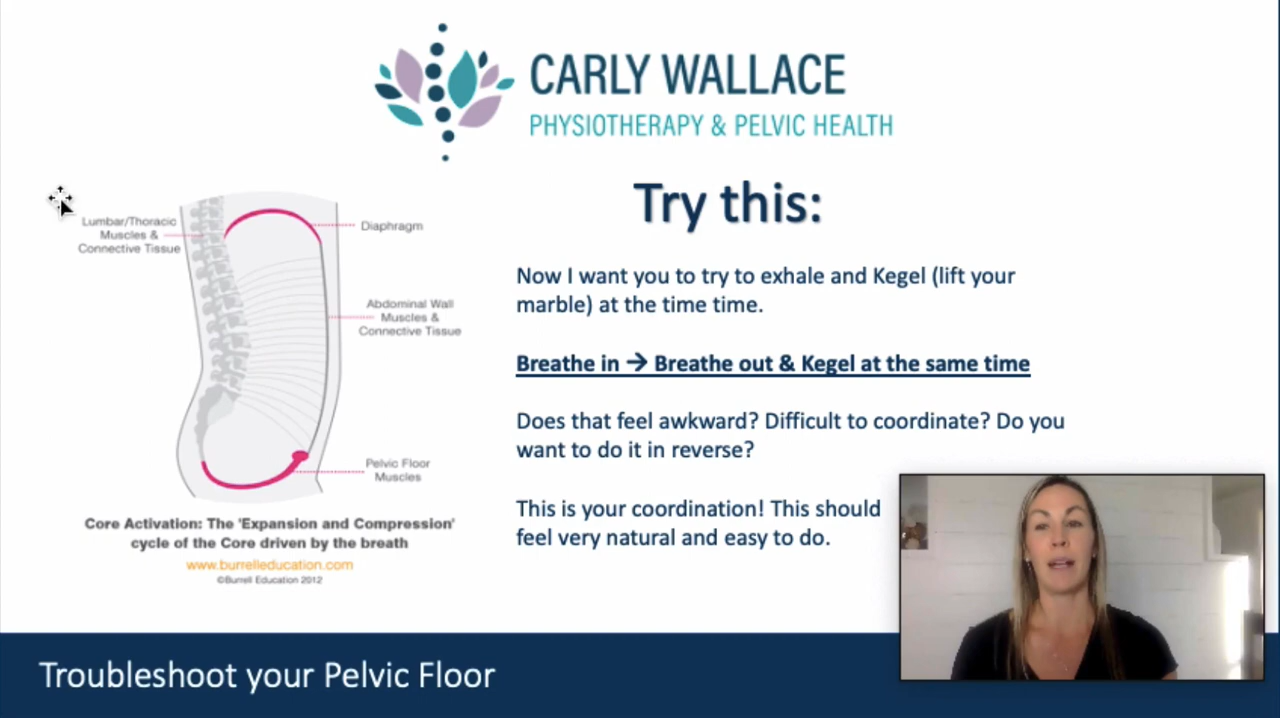 CARLY WALLACE
PHYSIOTHERAPY & PELVIC HEALTH
Try this:
Lumbar/Thoracic
Muscles &
Connective Tissue
Diaphragm
Abdominal Wall
Muscles &
Connective Tissue
Pelvic Floor
Muscles
Core Activation: The 'Expansion and Compression'
cycle of the Core driven by the breath
www.burrelleducation.com
©Burrell Education 2012
Now I want you to try to exhale and Kegel (lift your
marble) at the time time.
Breathe in → Breathe out & Kegel at the same time
Does that feel awkward? Difficult to coordinate? Do you
want to do it in reverse?
This is your coordination! This should
feel very natural and easy to do.
Troubleshoot your Pelvic Floor